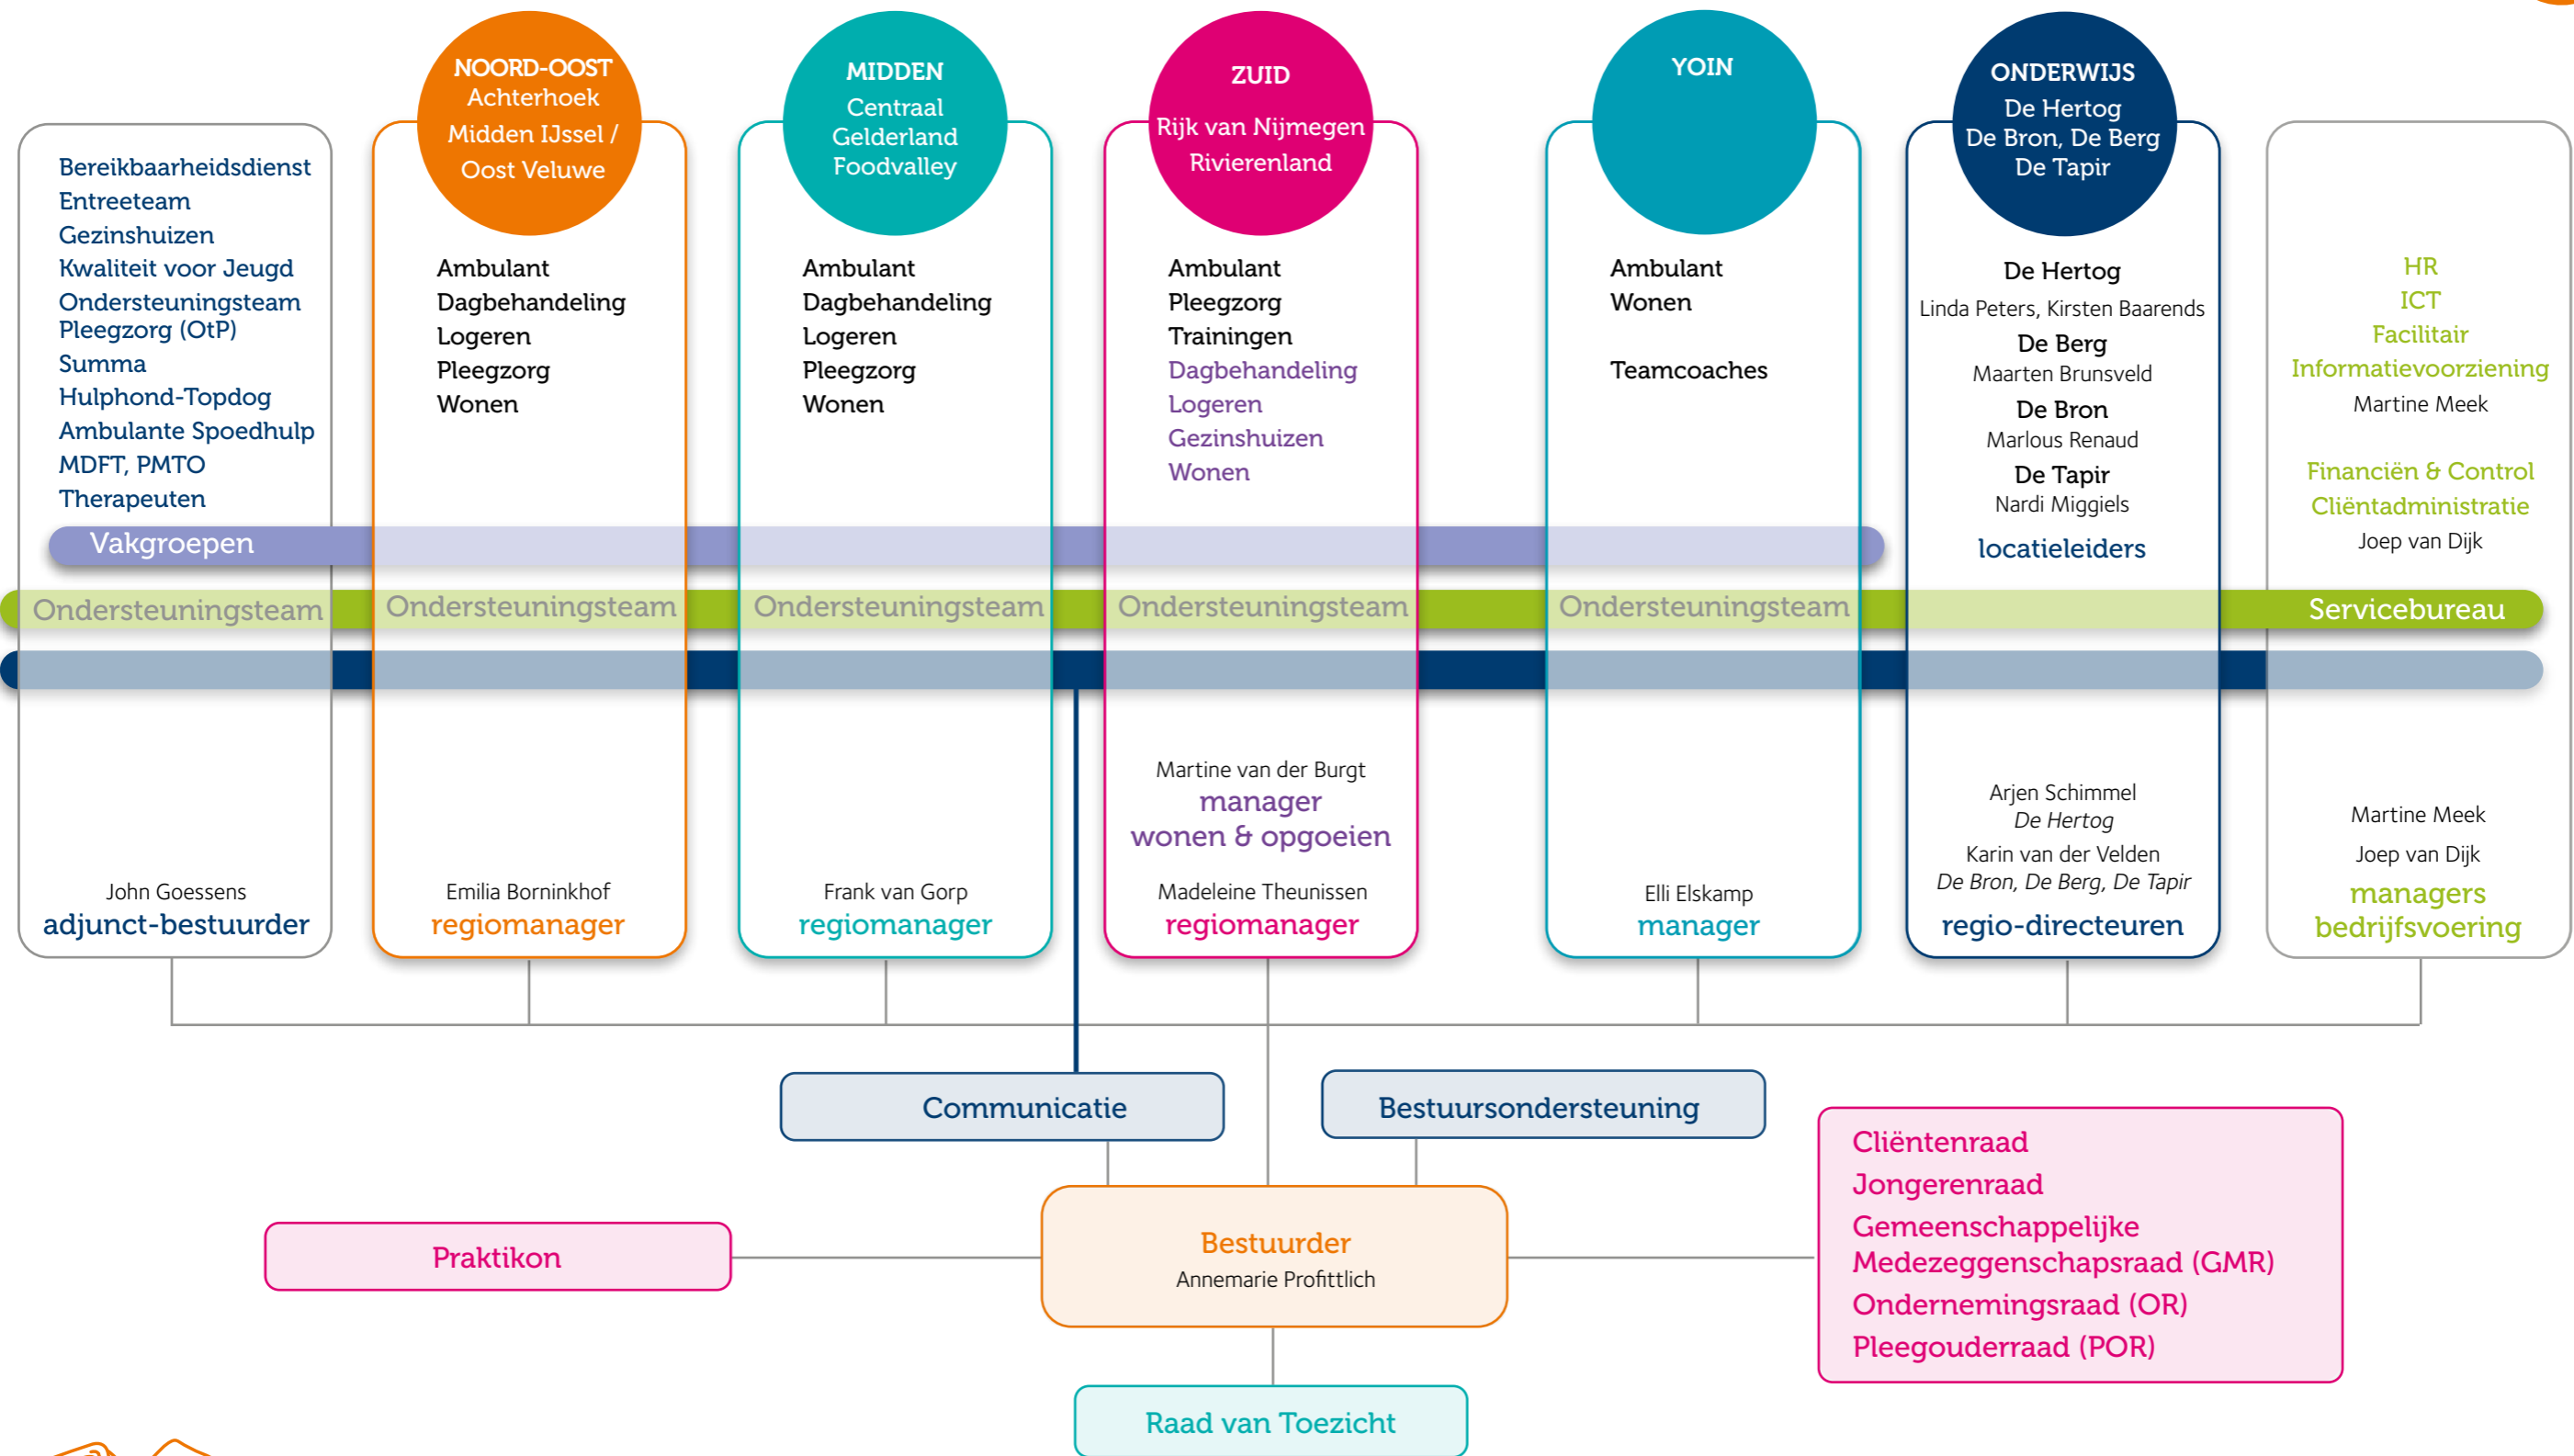 Bereikbaarheidsdienst
Entreeteam
Gezinshuizen
Kwaliteit voor Jeugd
Ondersteuningsteam
Pleegzorg (OtP)
Summa
Hulphond-Topdog
Ambulante Spoedhulp
MDFT, PMTO
Therapeuten
Vakgroepen
Ondersteuningsteam
John Goessens
adjunct-bestuurder
NOORD-OOST
Achterhoek
Midden IJssel /
Oost Veluwe
Ambulant
Dagbehandeling
Logeren
Pleegzorg
Wonen
Ondersteuningsteam
Emilia Borninkhof
regiomanager
MIDDEN
Centraal
Gelderland
Foodvalley
Ambulant
Dagbehandeling
Logeren
Pleegzorg
Wonen
Ondersteuningsteam
Frank van Gorp
regiomanager
ZUID
Rijk van Nijmegen
Rivierenland
Ambulant
Pleegzorg
Trainingen
Dagbehandeling
Logeren
Gezinshuizen
Wonen
Ondersteuningsteam
Martine van der Burgt
manager
wonen & opgoeien
Madeleine Theunissen
regiomanager
YOIN
Ambulant
Wonen
Teamcoaches
Ondersteuningsteam
Elli Elskamp
manager
ONDERWIJS
De Hertog
De Bron, De Berg
De Tapir
De Hertog
Linda Peters, Kirsten Baarends
De Berg
Maarten Brunsveld
De Bron
Marlous Renaud
De Tapir
Nardi Miggiels
locatieleiders
Arjen Schimmel
De Hertog
Karin van der Velden
De Bron, De Berg, De Tapir
regio-directeuren
HR
ICT
Facilitair
Informatievoorziening
Martine Meek
Financiën & Control
Cliëntadministratie
Joep van Dijk
Servicebureau
Martine Meek
Joep van Dijk
managers
bedrijfsvoering
Communicatie
Bestuursondersteuning
Praktikon
Bestuurder
Annemarie Profittlich
Cliëntenraad
Jongerenraad
Gemeenschappelijke
Medezeggenschapsraad (GMR)
Ondernemingsraad (OR)
Pleegouderraad (POR)
Raad van Toezicht